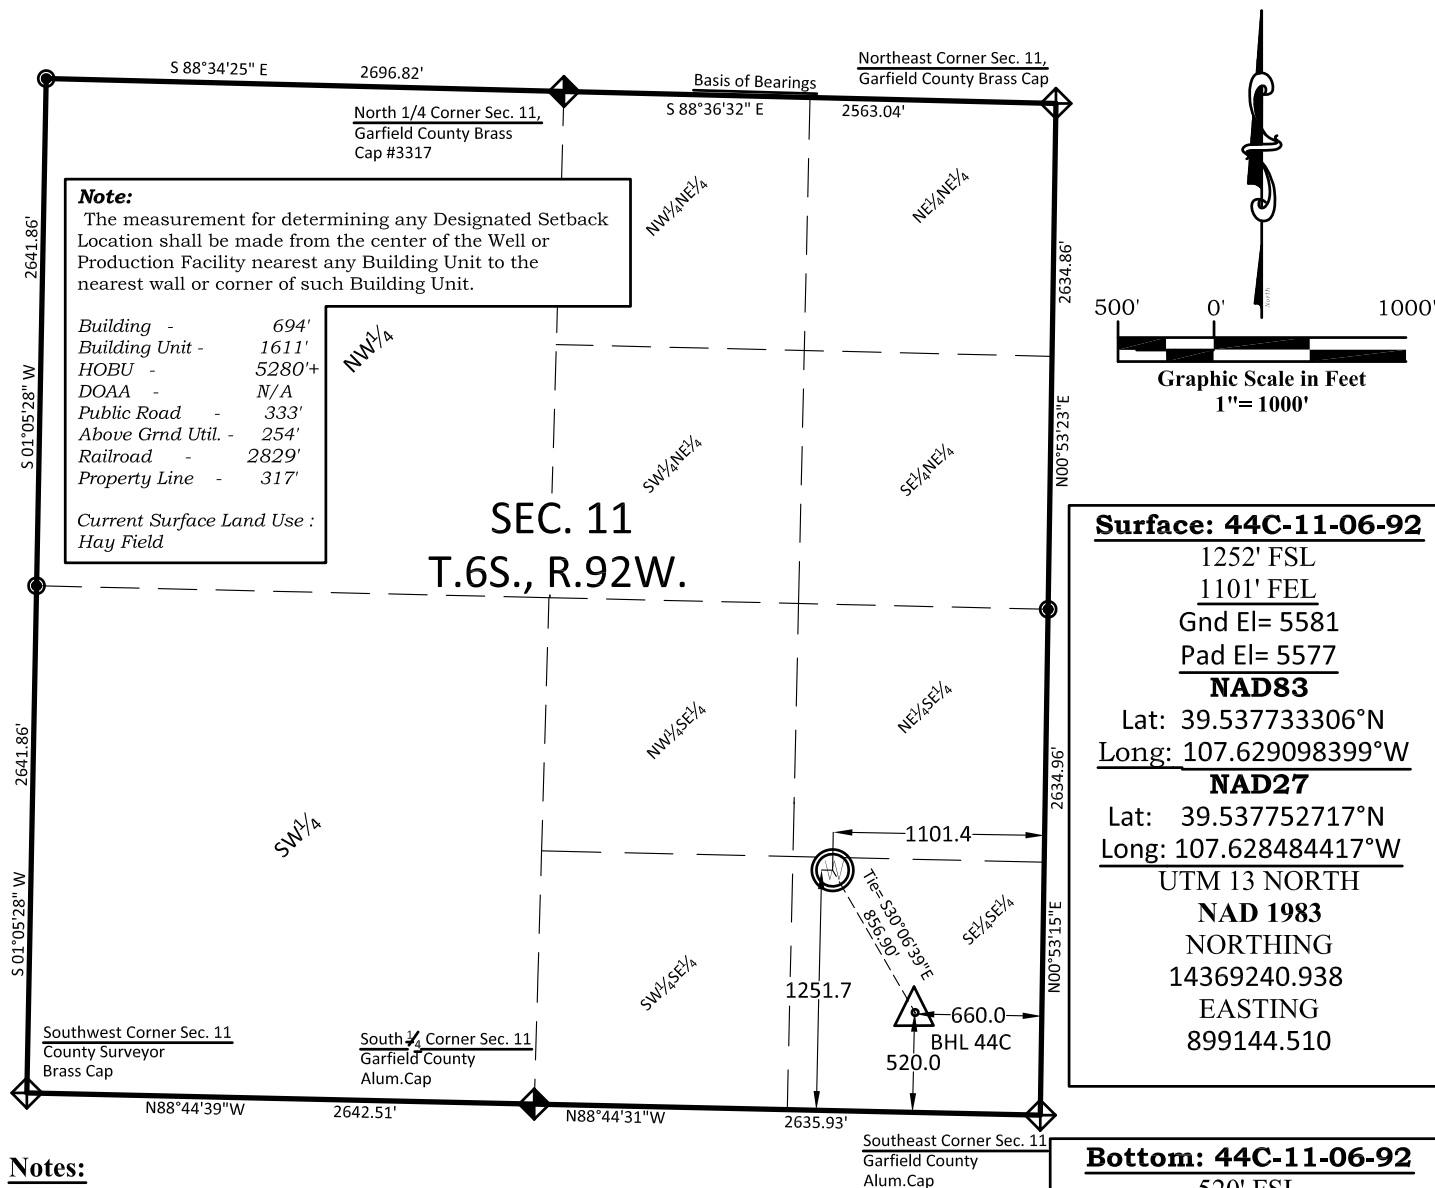 S 88°34'25" E 2696.82'
Basis of Bearings
S 88°36'32" E 2563.04'
Northeast Corner Sec. 11,
Garfield County Brass Cap
North 1/4 Corner Sec. 11,
Garfield County Brass
Cap #3317
Note:
The measurement for determining any Designated Setback
Location shall be made from the center of the Well or
Production Facility nearest any Building Unit to the
nearest wall or corner of such Building Unit.
Building - 694'
Building Unit - 1611'
HOBU - 5280'+
DOAA - N/A
Public Road - 333'
Above Grnd Util. - 254'
Railroad - 2829'
Property Line - 317'
Current Surface Land Use :
Hay Field
2641.86'
S 01°05'28" W
NW¼
NW¼NE¼
NE¼NE¼
SW¼NE¼
SE¼NE¼
2634.86'
N00°53'23"E
North
500' 0' 1000'
Graphic Scale in Feet
1"= 1000'
SEC. 11
T.6S., R.92W.
2641.86'
S 01°05'28" W
SW¼
NW¼SE¼
NE¼SE¼
SW¼SE¼
SE¼SE¼
2634.96'
N00°53'15"E
1101.4
Tie= S30°06'39"E
856.90'
1251.7
660.0
BHL 44C
520.0
Southwest Corner Sec. 11
County Surveyor
Brass Cap
South ¼ Corner Sec. 11
Garfield County
Alum.Cap
N88°44'39"W 2642.51'
N88°44'31"W 2635.93'
Southeast Corner Sec. 11
Garfield County
Alum.Cap
Surface: 44C-11-06-92
1252' FSL
1101' FEL
Gnd El= 5581
Pad El= 5577
NAD83
Lat: 39.537733306°N
Long: 107.629098399°W
NAD27
Lat: 39.537752717°N
Long: 107.628484417°W
UTM 13 NORTH
NAD 1983
NORTHING
14369240.938
EASTING
899144.510
Notes:
Bottom: 44C-11-06-92
520' FSL